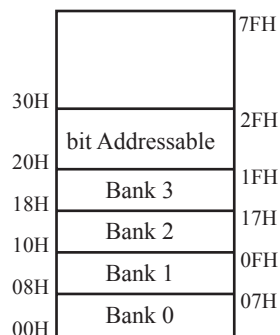 7FH
30H
2FH
bit Addressable
20H
1FH
Bank 3
18H
17H
Bank 2
10H
0FH
Bank 1
08H
07H
Bank 0
00H